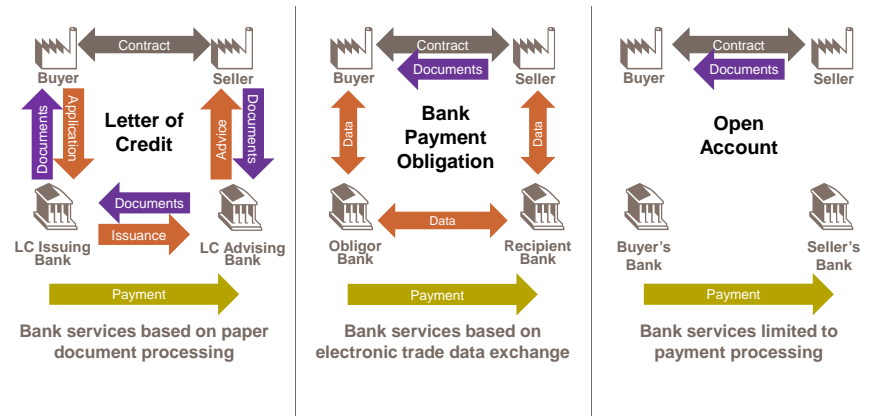 Contract
Buyer
Seller
Documents
Application
Letter of
Credit
Advice
Documents
Documents
Issuance
LC Issuing
Bank
LC Advising
Bank
Payment
Bank services based on paper
document processing
Contract
Documents
Buyer
Seller
Data
Bank
Payment
Obligation
Data
Data
Obligor
Bank
Recipient
Bank
Payment
Bank services based on
electronic trade data exchange
Contract
Documents
Buyer
Seller
Open
Account
Buyer's
Bank
Seller's
Bank
Payment
Bank services limited to
payment processing